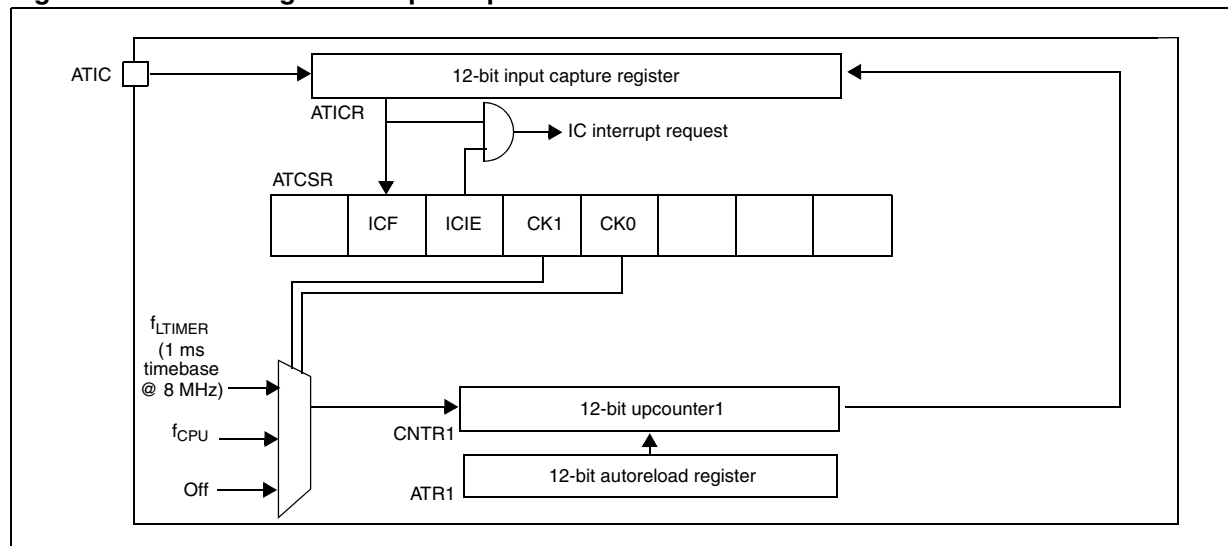 ATIC
12-bit input capture register
ATICR
IC interrupt request
ATCSR
ICF
ICIE
CK1
CK0
fLTIMER
(1 ms
timebase
@ 8 MHz)
fCPU
Off
12-bit upcounter1
CNTR1
12-bit autoreload register
ATR1